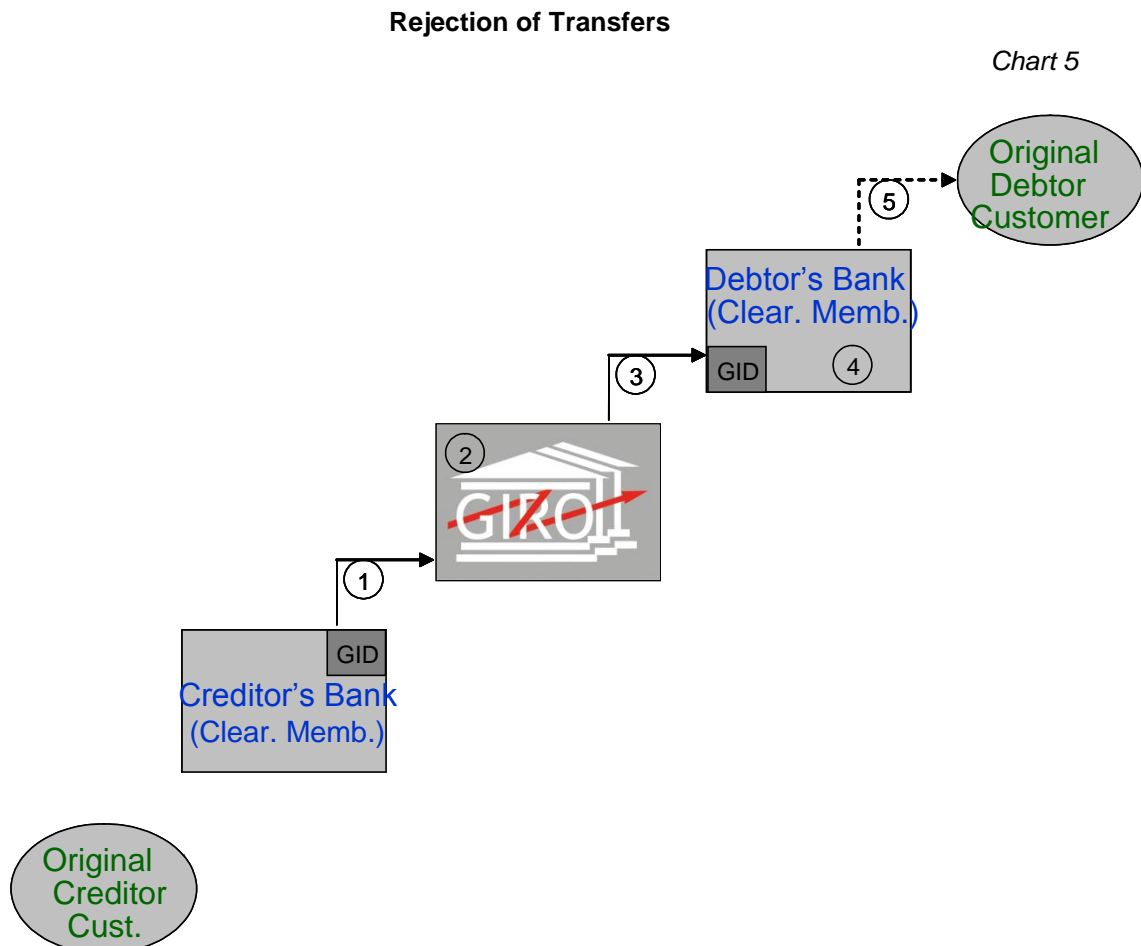 Rejection of Transfers
Chart 5
Original
Debtor
Customer
5
Debtor's Bank
(Clear. Memb.)
3
GID
4
2
GIRO
1
GID
Creditor's Bank
(Clear. Memb.)
Original
Creditor
Cust.